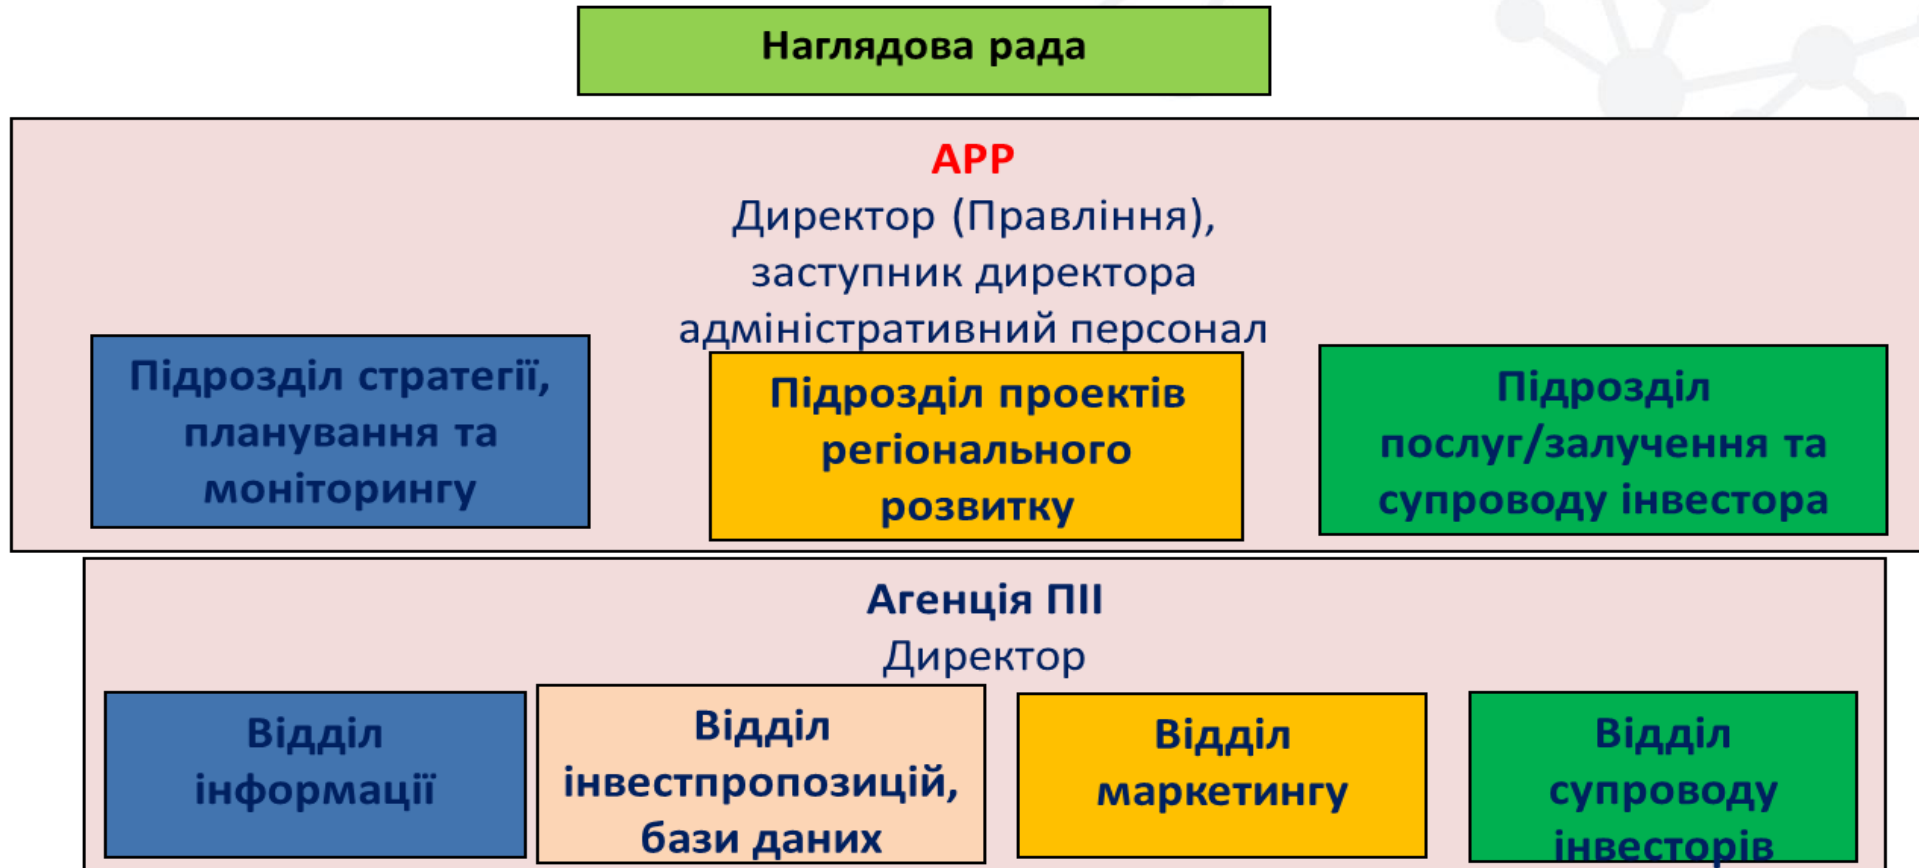 Наглядова рада
АРР
Директор (Правління),
заступник директора
адміністративний персонал
Підрозділ стратегії,
планування та
моніторингу
Підрозділ проектів
регіонального
розвитку
Підрозділ
послуг/залучення та
супроводу інвестора
Агенція ПІІ
Директор
Відділ
інформації
Відділ
інвестпропозицій,
бази даних
Відділ
маркетингу
Відділ
супроводу
інвесторів